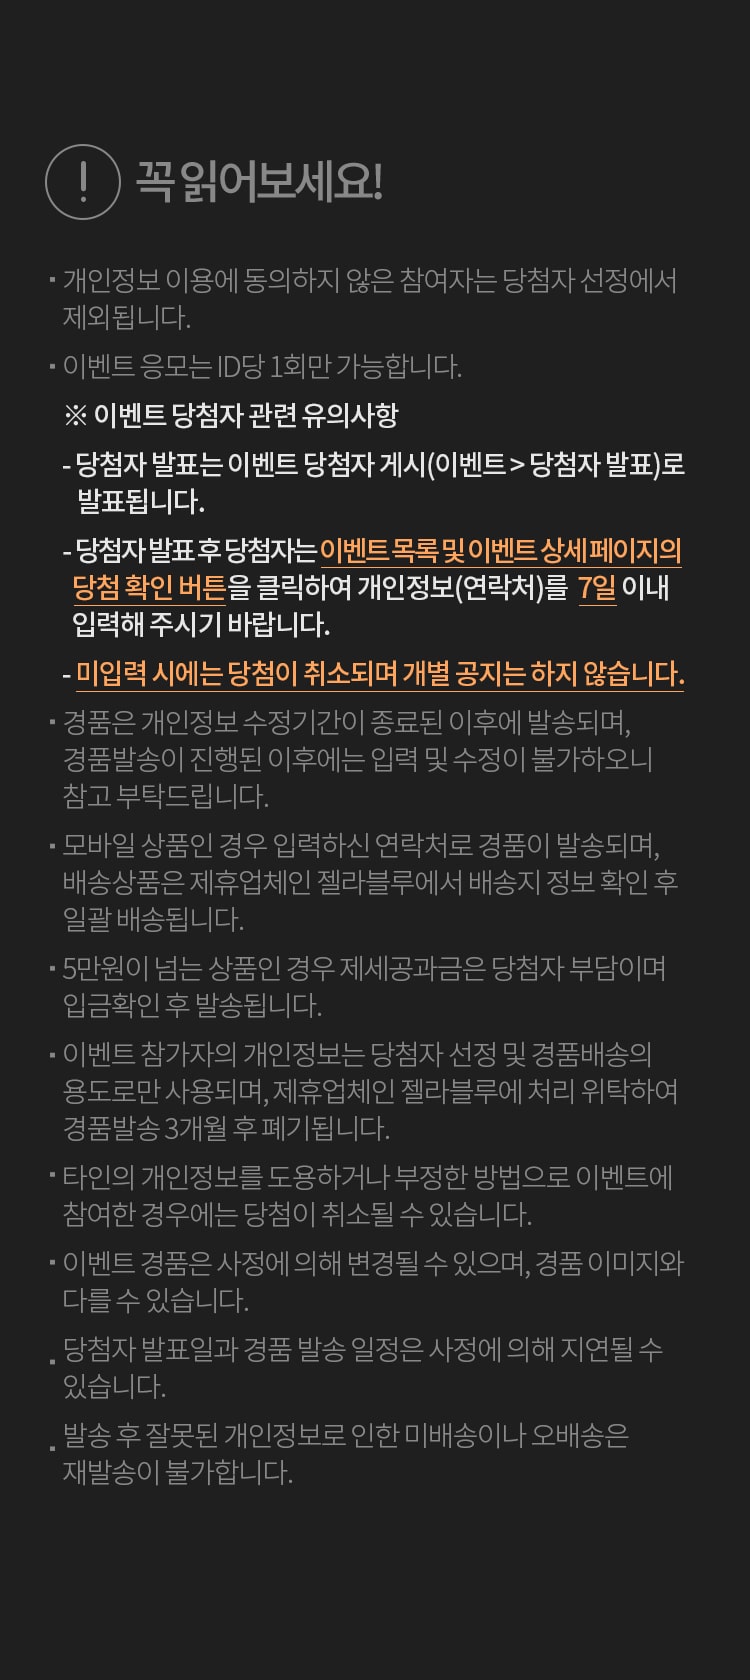 꼭 읽어보세요!
· 개인정보 이용에 동의하지 않은 참여자는 당첨자 선정에서
제외됩니다.
· 이벤트 응모는 ID당 1회만 가능합니다.
※ 이벤트 당첨자 관련 유의사항
- 당첨자 발표는 이벤트 당첨자 게시(이벤트 > 당첨자 발표)로
발표됩니다.
- 당첨자 발표 후 당첨자는 이벤트 목록 및 이벤트 상세 페이지의
당첨 확인 버튼을 클릭하여 개인정보(연락처)를 7일 이내
입력해 주시기 바랍니다.
- 미입력 시에는 당첨이 취소되며 개별 공지는 하지 않습니다.
· 경품은 개인정보 수정기간이 종료된 이후에 발송되며,
경품발송이 진행된 이후에는 입력 및 수정이 불가하오니
참고 부탁드립니다.
· 모바일 상품인 경우 입력하신 연락처로 경품이 발송되며,
배송상품은 제휴업체인 젤라블루에서 배송지 정보 확인 후
일괄 배송됩니다.
· 5만원이 넘는 상품인 경우 제세공과금은 당첨자 부담이며
입금확인 후 발송됩니다.
· 이벤트 참가자의 개인정보는 당첨자 선정 및 경품배송의
용도로만 사용되며, 제휴업체인 젤라블루에 처리 위탁하여
경품발송 3개월 후 폐기됩니다.
· 타인의 개인정보를 도용하거나 부정한 방법으로 이벤트에
참여한 경우에는 당첨이 취소될 수 있습니다.
· 이벤트 경품은 사정에 의해 변경될 수 있으며, 경품 이미지와
다를 수 있습니다.
· 당첨자 발표일과 경품 발송 일정은 사정에 의해 지연될 수
있습니다.
· 발송 후 잘못된 개인정보로 인한 미배송이나 오배송은
재발송이 불가합니다.